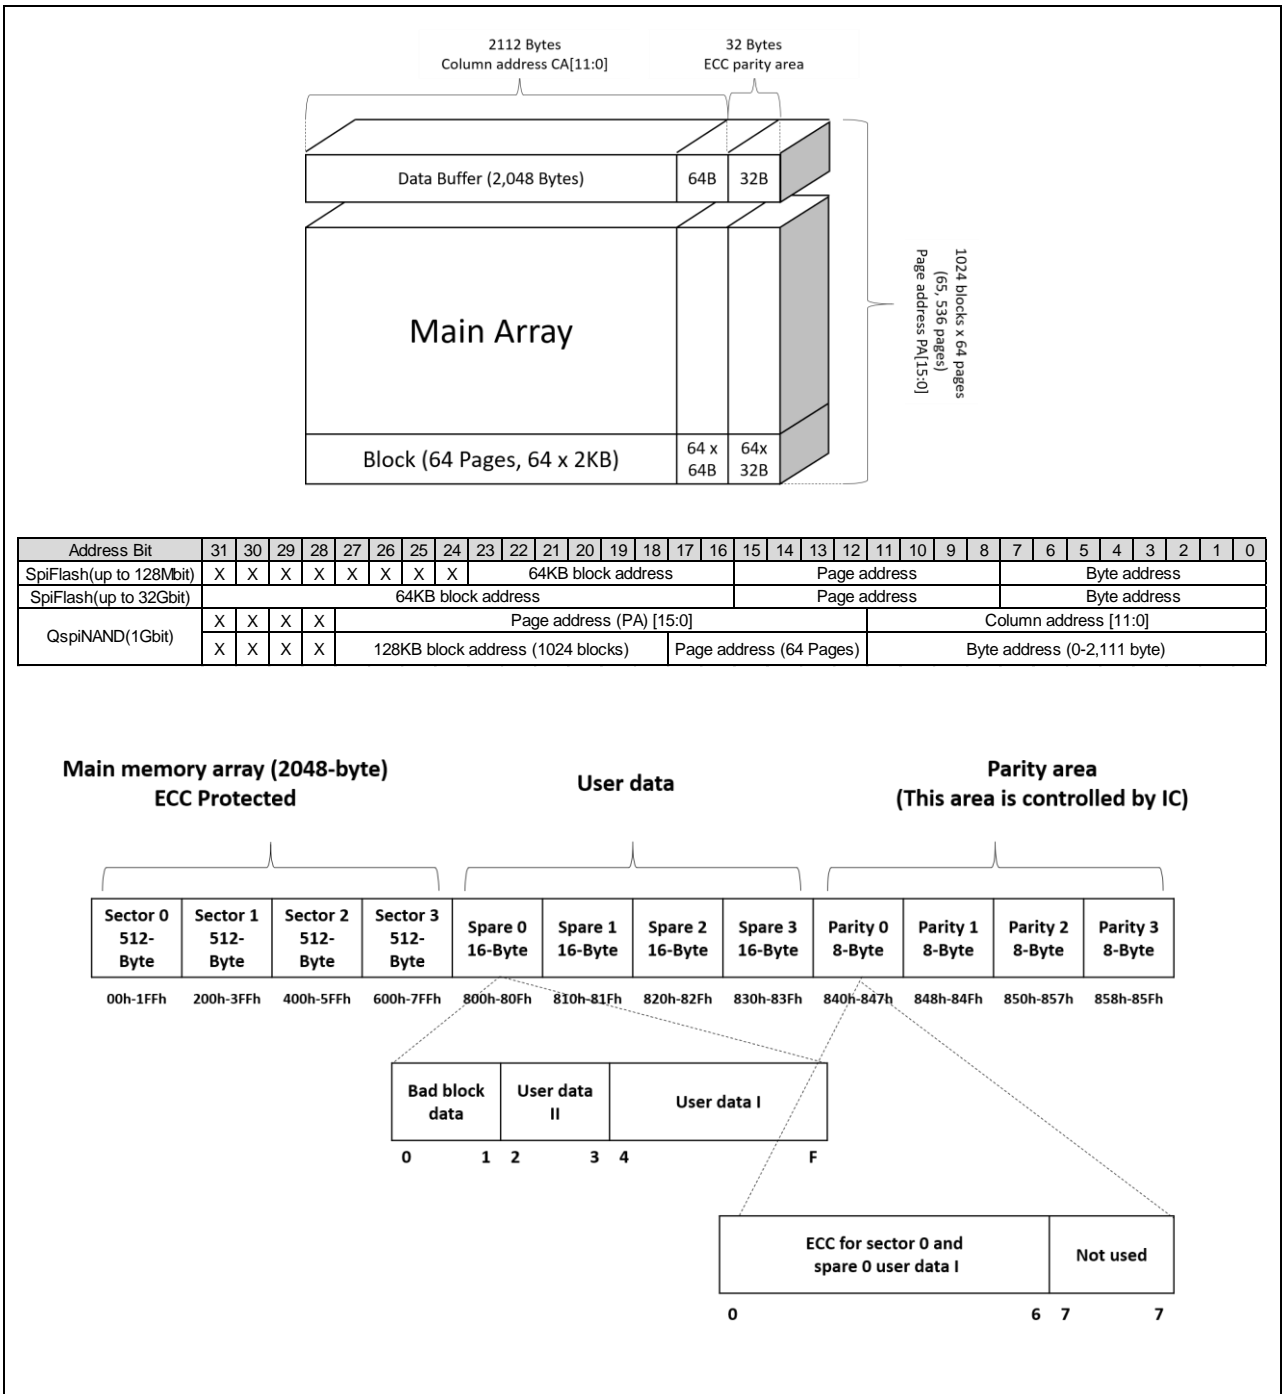 2112 Bytes
Column address CA[11:0]
32 Bytes
ECC parity area
Data Buffer (2,048 Bytes)
64B
32B
Main Array
1024 blocks x 64 pages
(65, 536 pages)
Page address PA[15:0]
Block (64 Pages, 64 x 2KB)
64 x
64B
64x
32B
Address Bit 31 30 29 28 27 26 25 24 23 22 21 20 19 18 17 16 15 14 13 12 11 10 9 8 7 6 5 4 3 2 1 0
SpiFlash(up to 128Mbit) X X X X X X X X 64KB block address Page address Byte address
SpiFlash(up to 32Gbit) 64KB block address Page address Byte address
QspiNAND(1Gbit) X X X X Page address (PA) [15:0] Column address [11:0]
X X X X 128KB block address (1024 blocks) Page address (64 Pages) Byte address (0-2,111 byte)
Main memory array (2048-byte)
ECC Protected
User data
Parity area
(This area is controlled by IC)
Sector 0
512-
Byte
Sector 1
512-
Byte
Sector 2
512-
Byte
Sector 3
512-
Byte
Spare 0
16-Byte
Spare 1
16-Byte
Spare 2
16-Byte
Spare 3
16-Byte
Parity 0
8-Byte
Parity 1
8-Byte
Parity 2
8-Byte
Parity 3
8-Byte
00h-1FFh 200h-3FFh 400h-5FFh 600h-7FFh 800h-80Fh 810h-81Fh 820h-82Fh 830h-83Fh 840h-847h 848h-84Fh 850h-857h 858h-85Fh
Bad block
data
User data
II
User data I
0 1 2 3 4 F
ECC for sector 0 and
spare 0 user data I
Not used
0 6 7 7